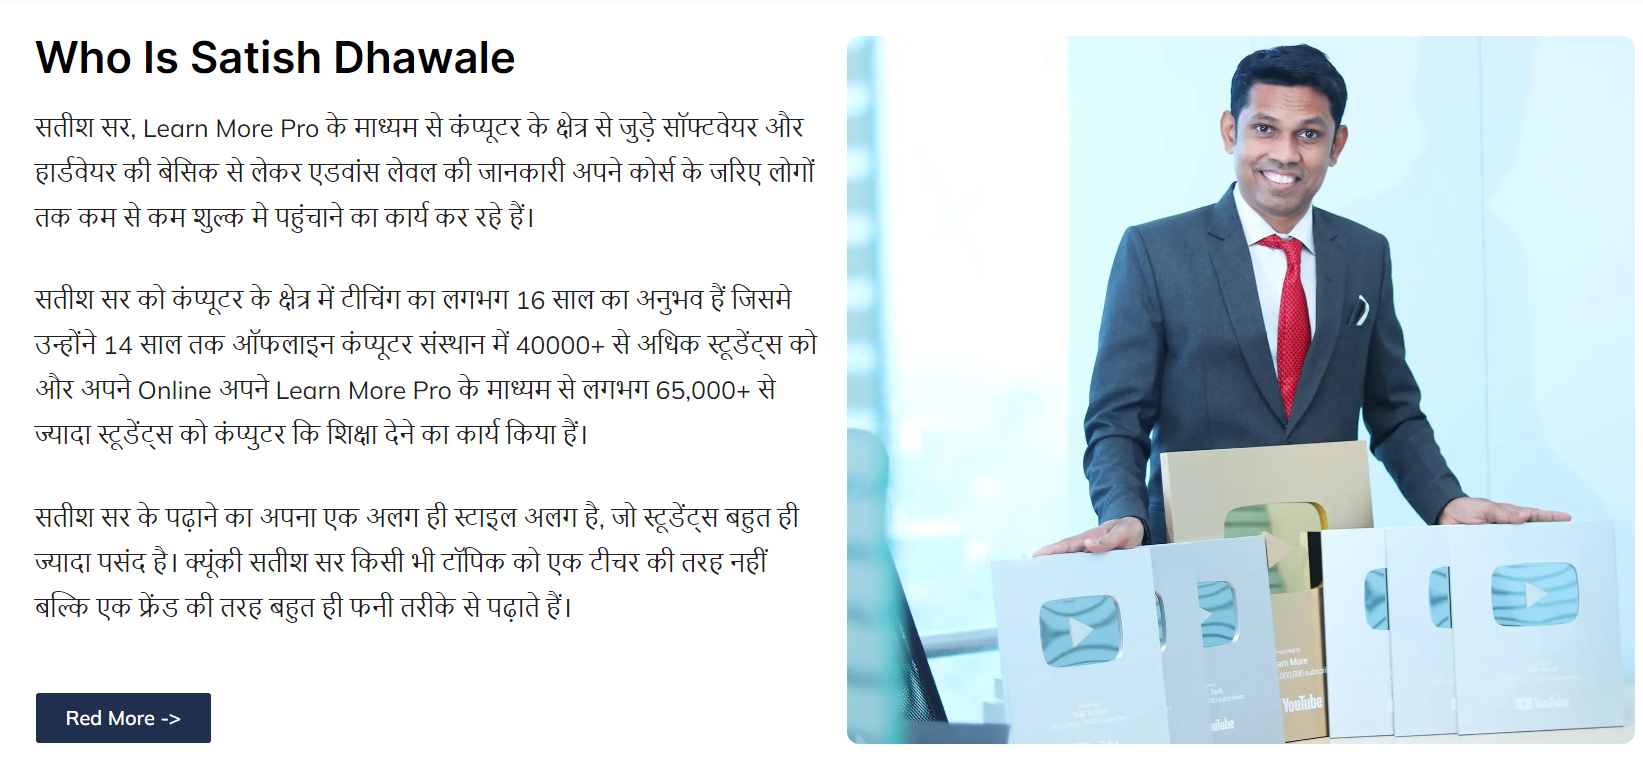 Who Is Satish Dhawale
सतीश सर, Learn More Pro के माध्यम से कंप्यूटर के क्षेत्र से जुड़े सॉफ्टवेयर और
हार्डवेयर की बेसिक से लेकर एडवांस लेवल की जानकारी अपने कोर्स के जरिए लोगों
तक कम से कम शुल्क मे पहुंचाने का कार्य कर रहे हैं।
सतीश सर को कंप्यूटर के क्षेत्र में टीचिंग का लगभग 16 साल का अनुभव हैं जिसमे
उन्होंने 14 साल तक ऑफलाइन कंप्यूटर संस्थान में 40000+ से अधिक स्टूडेंट्स को
और अपने Online अपने Learn More Pro के माध्यम से लगभग 65,000+ से
ज्यादा स्टूडेंट्स को कंप्युटर कि शिक्षा देने का कार्य किया हैं।
सतीश सर के पढ़ाने का अपना एक अलग ही स्टाइल अलग है, जो स्टूडेंट्स बहुत ही
ज्यादा पसंद है। क्यूंकी सतीश सर किसी भी टॉपिक को एक टीचर की तरह नहीं
बल्कि एक फ्रेंड की तरह बहुत ही फनी तरीके से पढ़ाते हैं।
Red More ->
More
YouTube
YouTube